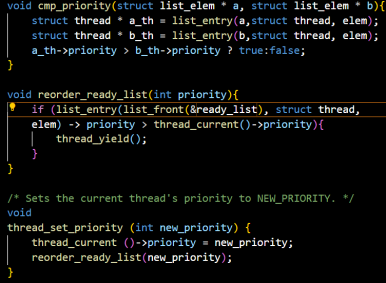 void cmp_priority(struct list_elem * a, struct list_elem * b){
    struct thread * a_th = list_entry(a,struct thread, elem);
    struct thread * b_th = list_entry(b,struct thread, elem);
    a_th->priority > b_th->priority ? true:false;
}
void reorder_ready_list(int priority){
    if (list_entry(list_front(&ready_list), struct thread,
    elem) -> priority > thread_current()->priority){
        thread_yield();
    }
}
/* Sets the current thread's priority to NEW_PRIORITY. */
void
thread_set_priority (int new_priority) {
    thread_current ()->priority = new_priority;
    reorder_ready_list(new_priority);
}